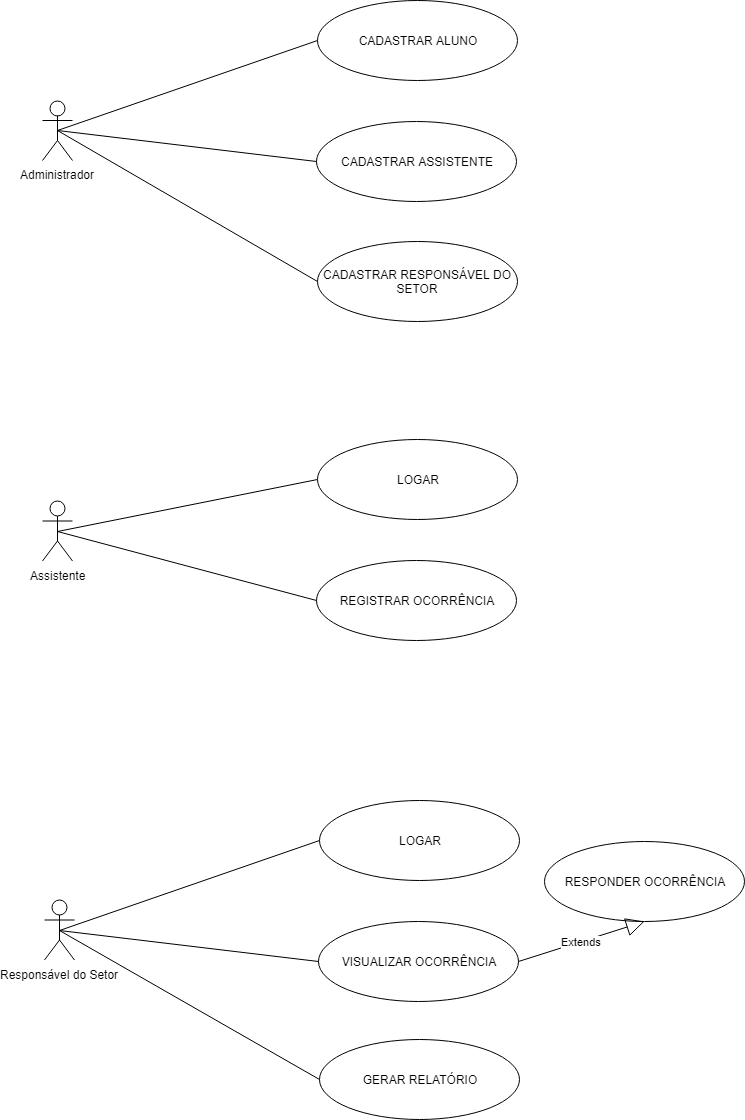 CADASTRAR ALUNO
Administrador
CADASTRAR ASSISTENTE
CADASTRAR RESPONSÁVEL DO
SETOR
LOGAR
Assistente
REGISTRAR OCORRÊNCIA
LOGAR
RESPONDER OCORRÊNCIA
Extends
VISUALIZAR OCORRÊNCIA
Responsável do Setor
GERAR RELATÓRIO